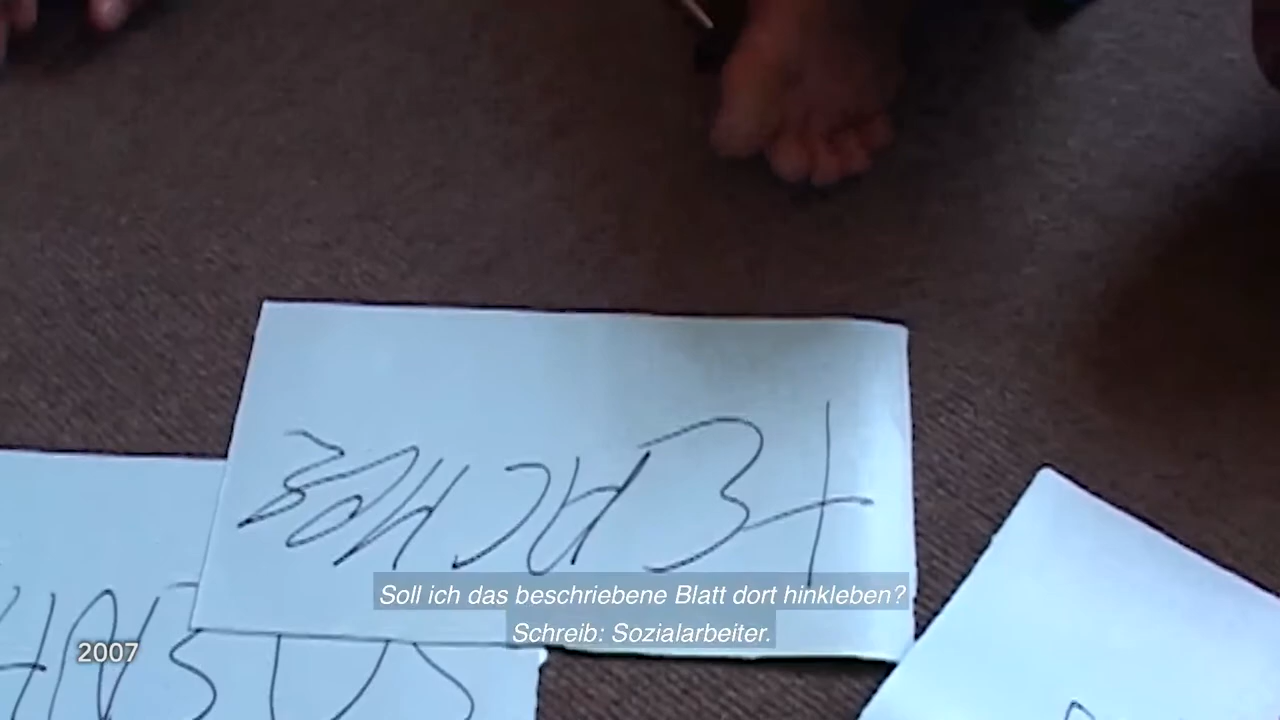 TEACHER
Soll ich das beschriebene Blatt dort hinkleben?
Schreib: Sozialarbeiter.
2007